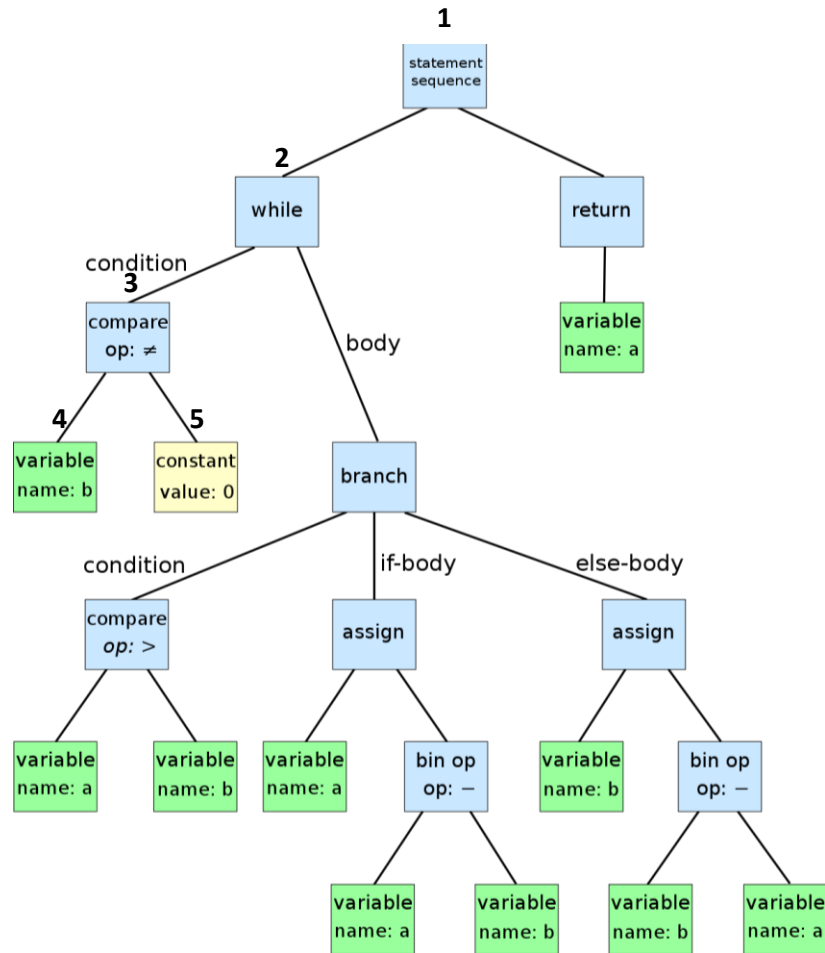 1
statement
sequence
2
while
return
condition
3
compare
op: ≠
variable
name: a
body
4
5
variable
name: b
constant
value: 0
branch
condition
if-body
else-body
compare
op: >
assign
assign
variable
name: a
variable
name: b
variable
name: a
bin op
op: −
variable
name: b
bin op
op: −
variable
name: a
variable
name: b
variable
name: b
variable
name: a